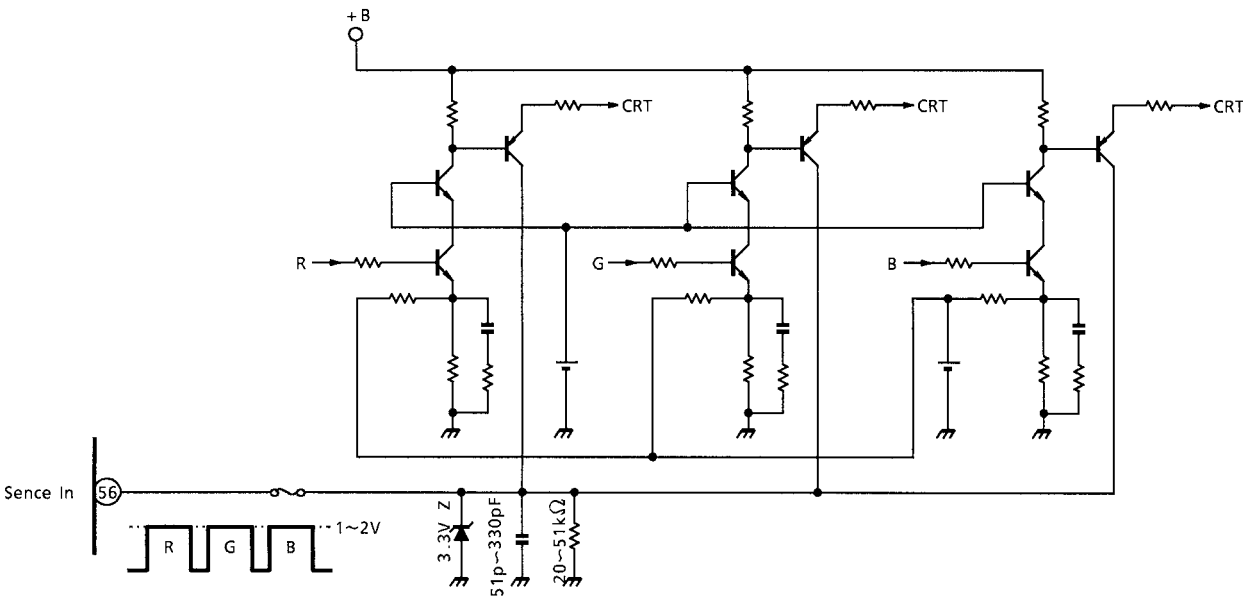 + B
CRT
CRT
CRT
R
G
B
Sence In
56
R
G
B
1~2V
3.3V Z
51p~330pF
20~51kΩ